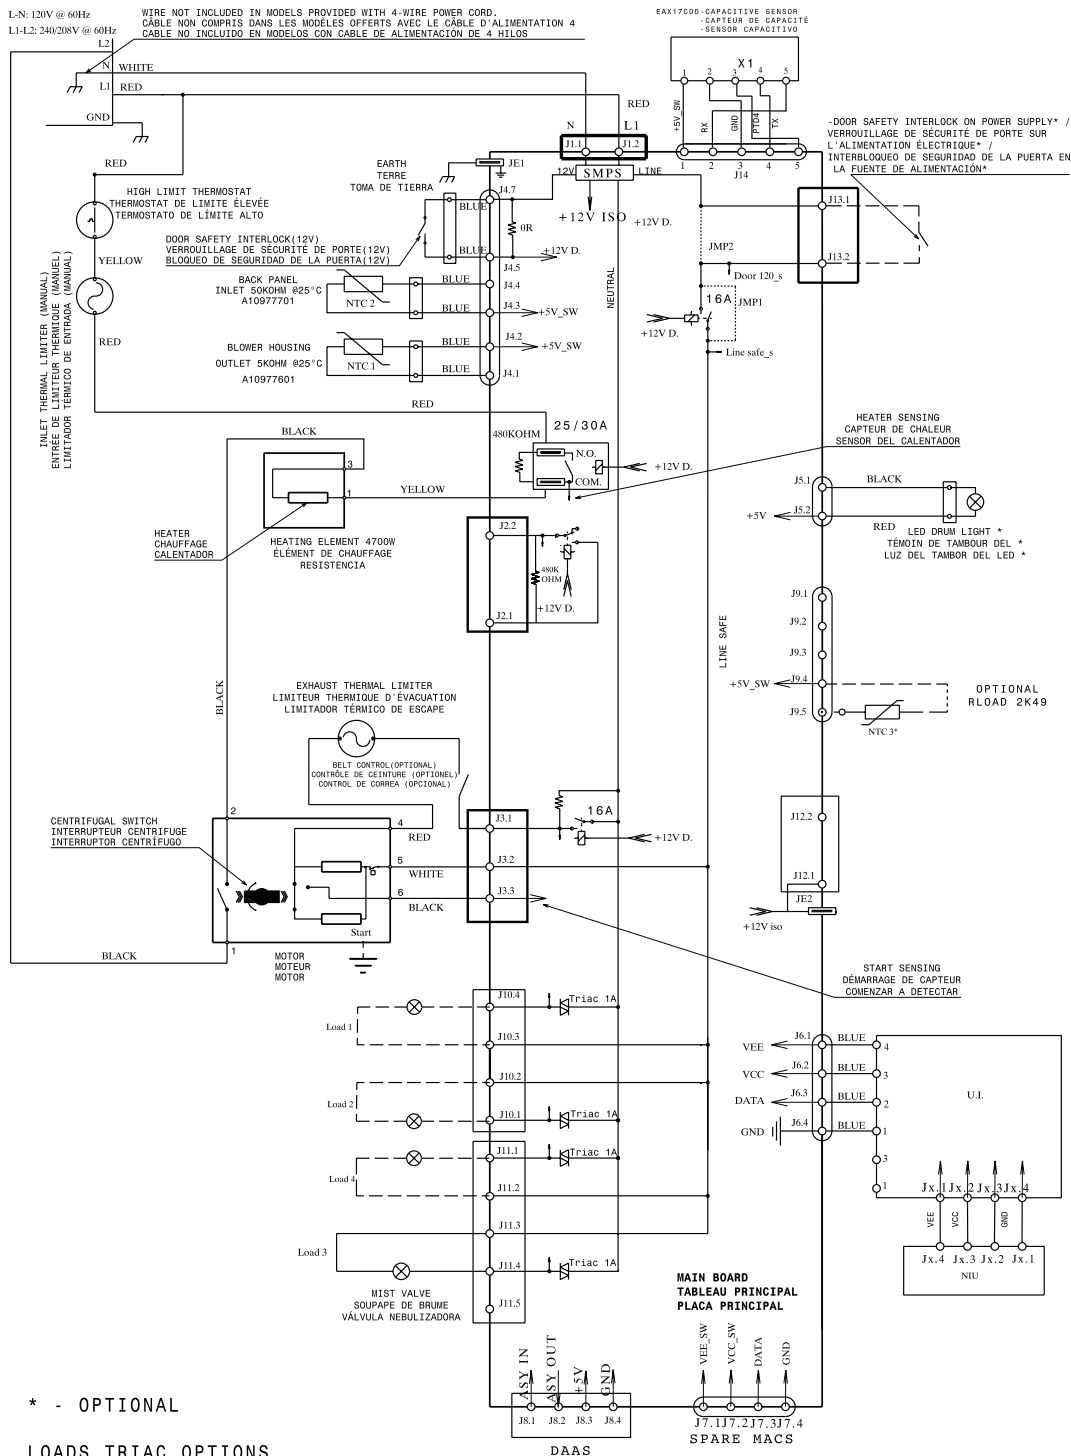 L-N: 120V @ 60Hz
L1-L2: 240/208V @ 60Hz
WIRE NOT INCLUDED IN MODELS PROVIDED WITH 4-WIRE POWER CORD.
CÂBLE NON COMPRIS DANS LES MODÈLES OFFERTS AVEC LE CÂBLE D'ALIMENTATION 4
CABLE NO INCLUIDO EN MODELOS CON CABLE DE ALIMENTACIÓN DE 4 HILOS
L2
N
WHITE
L1
RED
GND
EAX17C00-CAPACITIVE SENSOR
-CAPTEUR DE CAPACITÉ
-SENSOR CAPACITIVO
X1
1 2 3 4 5
+5V_SW
RX
GND
PTD4
TX
1 2 3 4 5
J14
RED
N
L1
J1.1
J1.2
-DOOR SAFETY INTERLOCK ON POWER SUPPLY* /
VERROUILLAGE DE SÉCURITÉ DE PORTE SUR
L'ALIMENTATION ÉLECTRIQUE* /
INTERBLOQUEO DE SEGURIDAD DE LA PUERTA EN
LA FUENTE DE ALIMENTACIÓN*
RED
EARTH
TERRE
TOMA DE TIERRA
JE1
12V
SMPS
LINE
+12V ISO
+12V D.
HIGH LIMIT THERMOSTAT
THERMOSTAT DE LIMITE ÉLEVÉE
TERMOSTATO DE LÍMITE ALTO
J4.7
BLUE
0R
J13.1
DOOR SAFETY INTERLOCK(12V)
VERROUILLAGE DE SÉCURITÉ DE PORTE(12V)
BLOQUEO DE SEGURIDAD DE LA PUERTA(12V)
BLUE
+12V D.
J4.5
JMP2
J13.2
YELLOW
INLET THERMAL LIMITER (MANUAL)
ENTRÉE DE LIMITEUR THERMIQUE (MANUEL)
LIMITADOR TÉRMICO DE ENTRADA (MANUAL)
BACK PANEL
INLET 50KOHM @25°C
A10977701
NTC 2
BLUE
J4.4
BLUE
J4.3
+5V_SW
NEUTRAL
Door 120_s
16A
JMP1
+12V D.
RED
BLOWER HOUSING
OUTLET 5KOHM @25°C
A10977601
NTC 1
BLUE
J4.2
+5V_SW
BLUE
J4.1
Line safe_s
RED
BLACK
25/30A
480KOHM
N.O.
COM.
+12V D.
HEATER SENSING
CAPTEUR DE CHALEUR
SENSOR DEL CALENTADOR
3
1
YELLOW
HEATER
CHAUFFAGE
CALENTADOR
HEATING ELEMENT 4700W
ÉLÉMENT DE CHAUFFAGE
RESISTENCIA
J5.1
BLACK
+5V
J5.2
RED
LED DRUM LIGHT *
TÉMOIN DE TAMBOUR DEL *
LUZ DEL TAMBOR DEL LED *
J2.2
480K
OHM
+12V D.
J2.1
LINE SAFE
J9.1
J9.2
J9.3
+5V_SW
J9.4
J9.5
NTC 3*
OPTIONAL
RLOAD 2K49
BLACK
EXHAUST THERMAL LIMITER
LIMITEUR THERMIQUE D'ÉVACUATION
LIMITADOR TÉRMICO DE ESCAPE
BELT CONTROL(OPTIONAL)
CONTRÔLE DE CEINTURE (OPTIONEL)
CONTROL DE CORREA (OPCIONAL)
CENTRIFUGAL SWITCH
INTERRUPTEUR CENTRIFUGE
INTERRUPTOR CENTRÍFUGO
2
4
RED
J3.1
16A
+12V D.
5
WHITE
J3.2
6
BLACK
J3.3
Start
1
BLACK
MOTOR
MOTEUR
MOTOR
J12.2
J12.1
JE2
+12V iso
START SENSING
DÉMARRAGE DE CAPTEUR
COMENZAR A DETECTAR
Load 1
J10.4
Triac 1A
J10.3
Load 2
J10.2
J10.1
Triac 1A
Load 4
J11.1
Triac 1A
J11.2
Load 3
J11.3
J11.4
Triac 1A
J11.5
MIST VALVE
SOUPAPE DE BRUME
VÁLVULA NEBULIZADORA
VEE
J6.1
BLUE
4
VCC
J6.2
BLUE
3
DATA
J6.3
BLUE
2
GND
J6.4
BLUE
1
3
1
U.I.
Jx.1 Jx.2 Jx.3 Jx.4
VEE
VCC
GND
Jx.4 Jx.3 Jx.2 Jx.1
NIU
MAIN BOARD
TABLEAU PRINCIPAL
PLACA PRINCIPAL
ASY IN
ASY OUT
+5V
GND
J8.1 J8.2 J8.3 J8.4
DAAS
VEE_SW
VCC_SW
DATA
GND
J7.1 J7.2 J7.3 J7.4
SPARE MACS
* - OPTIONAL
LOADS TRIAC OPTIONS